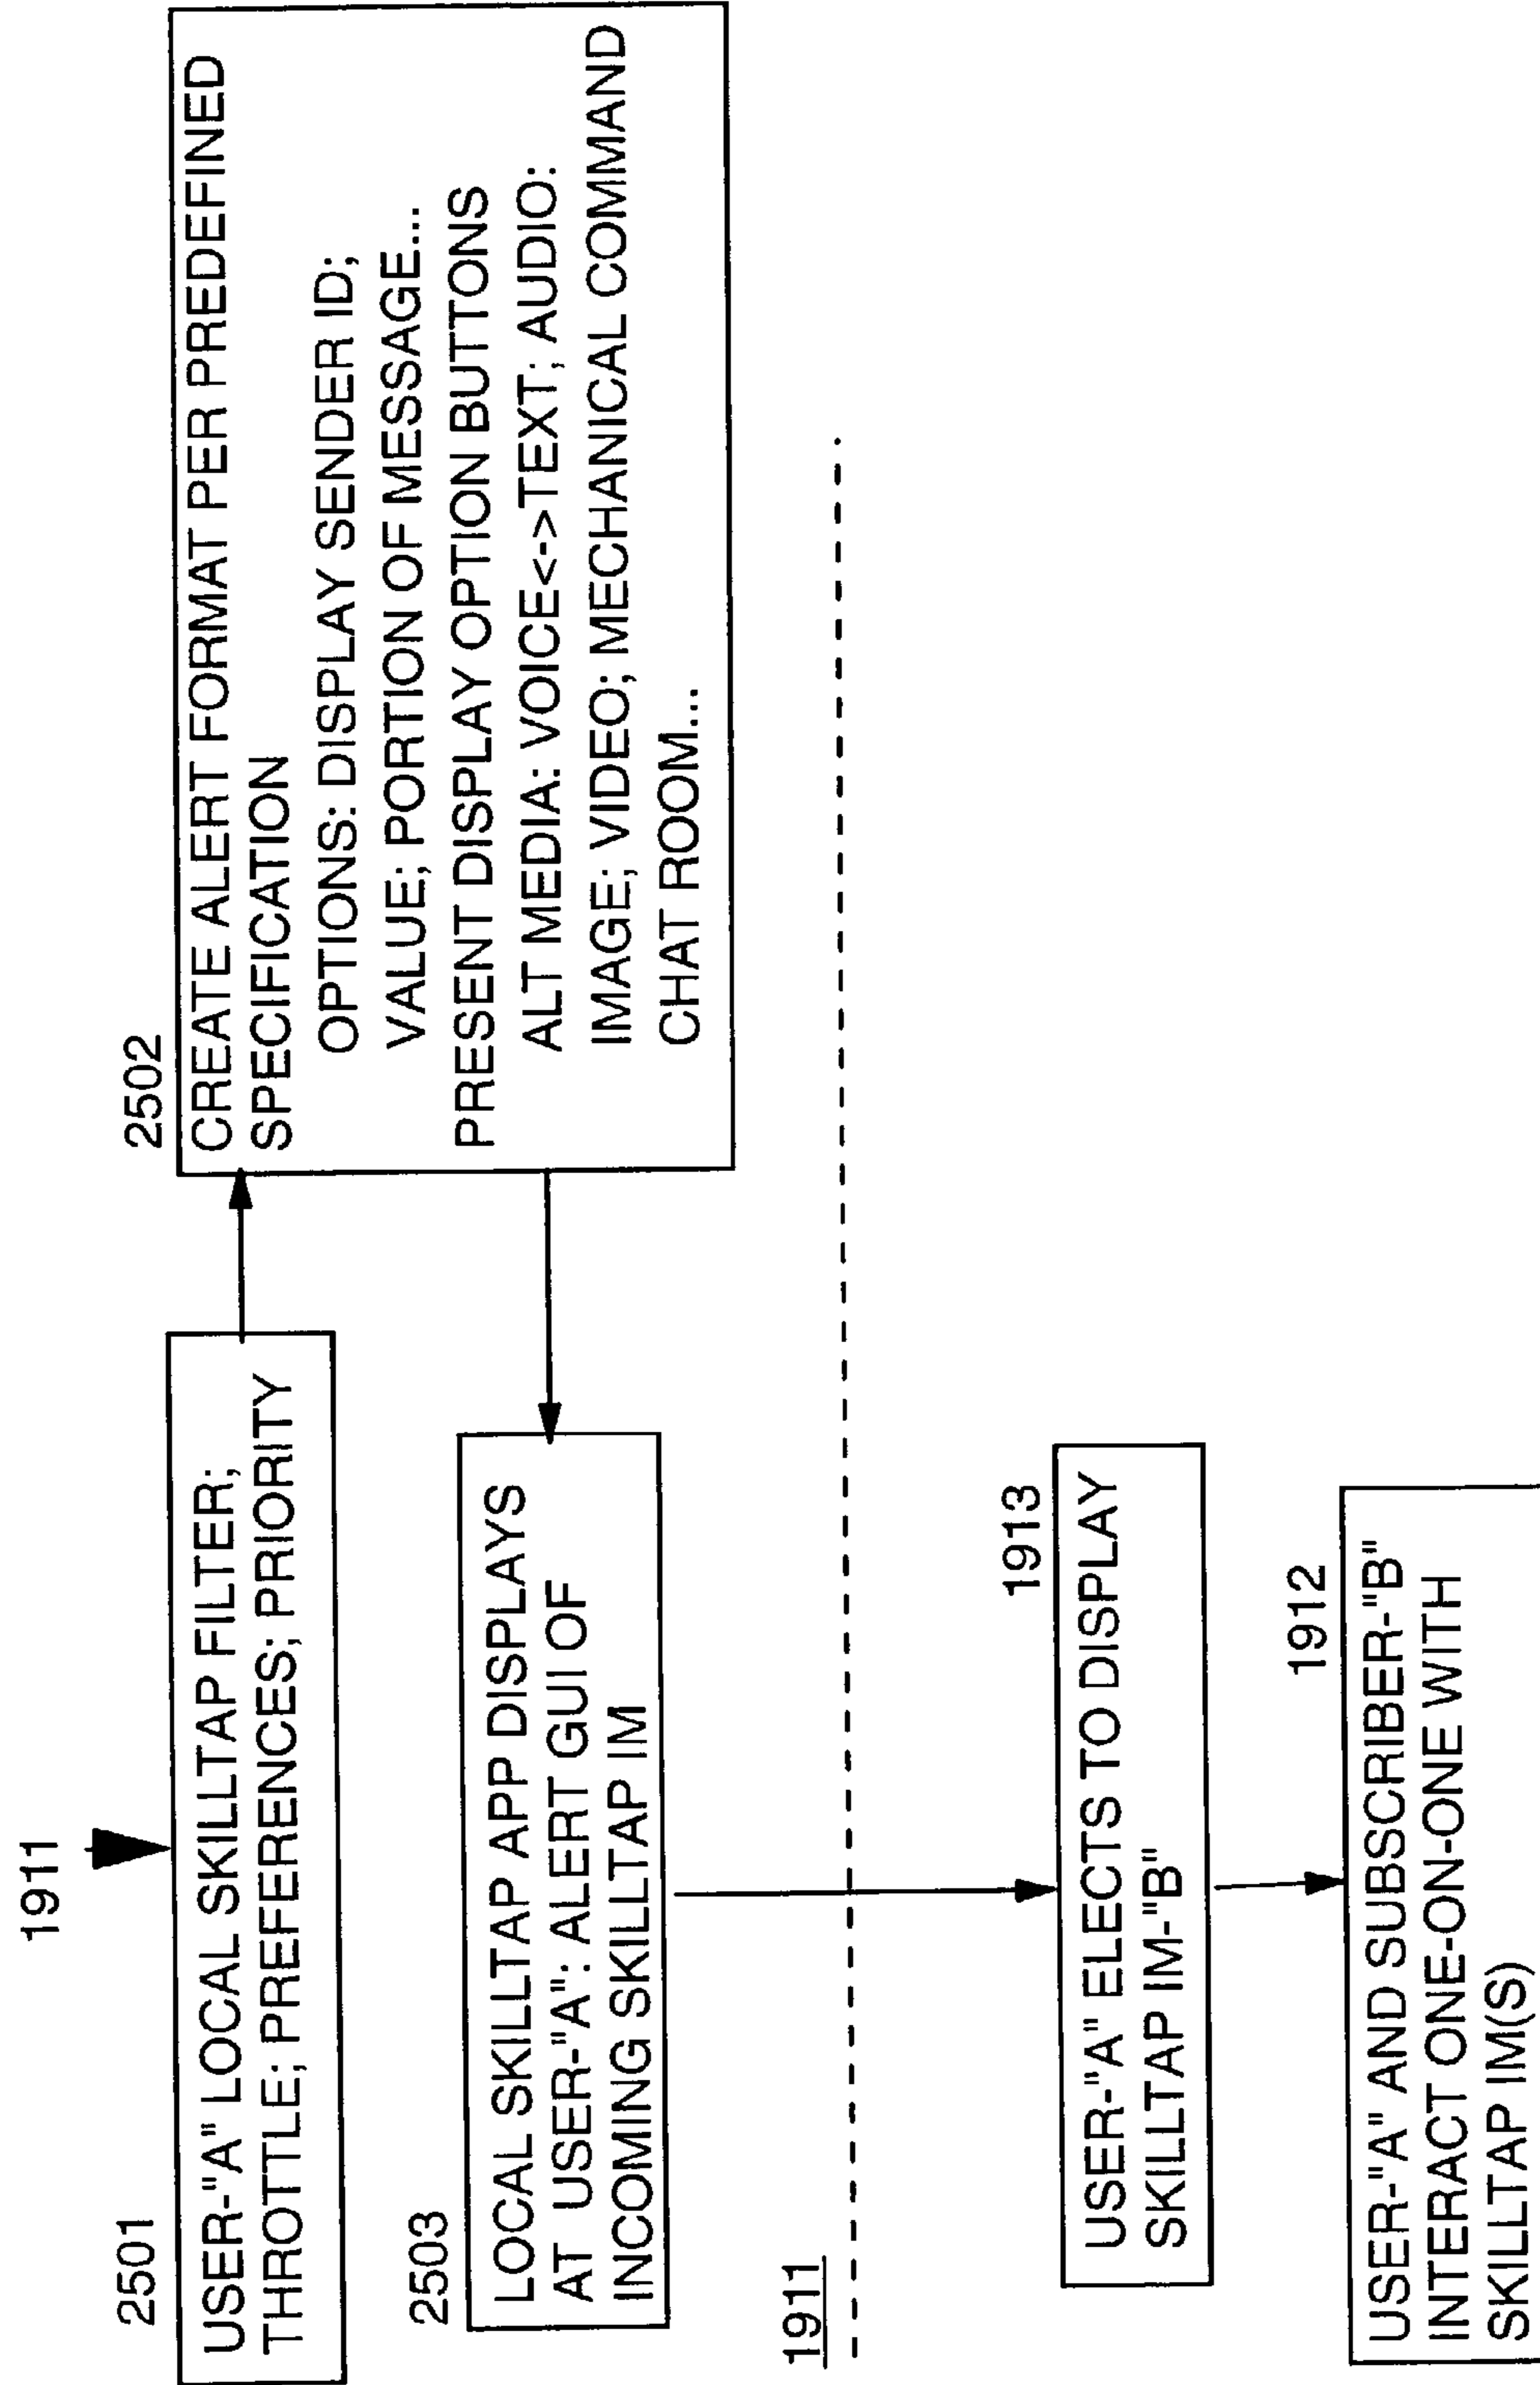 1911
2501
USER-"A" LOCAL SKILLTAP FILTER;
THROTTLE; PREFERENCES; PRIORITY
2502
CREATE ALERT FORMAT PER PREDEFINED
SPECIFICATION
OPTIONS: DISPLAY SENDER ID;
VALUE; PORTION OF MESSAGE...
PRESENT DISPLAY OPTION BUTTONS
ALT MEDIA: VOICE<->TEXT; AUDIO:
IMAGE; VIDEO; MECHANICAL COMMAND
CHAT ROOM...
2503
LOCAL SKILLTAP APP DISPLAYS
AT USER-"A": ALERT GUI OF
INCOMING SKILLTAP IM
1911
1913
USER-"A" ELECTS TO DISPLAY
SKILLTAP IM-"B"
1912
USER-"A" AND SUBSCRIBER-"B"
INTERACT ONE-ON-ONE WITH
SKILLTAP IM(S)